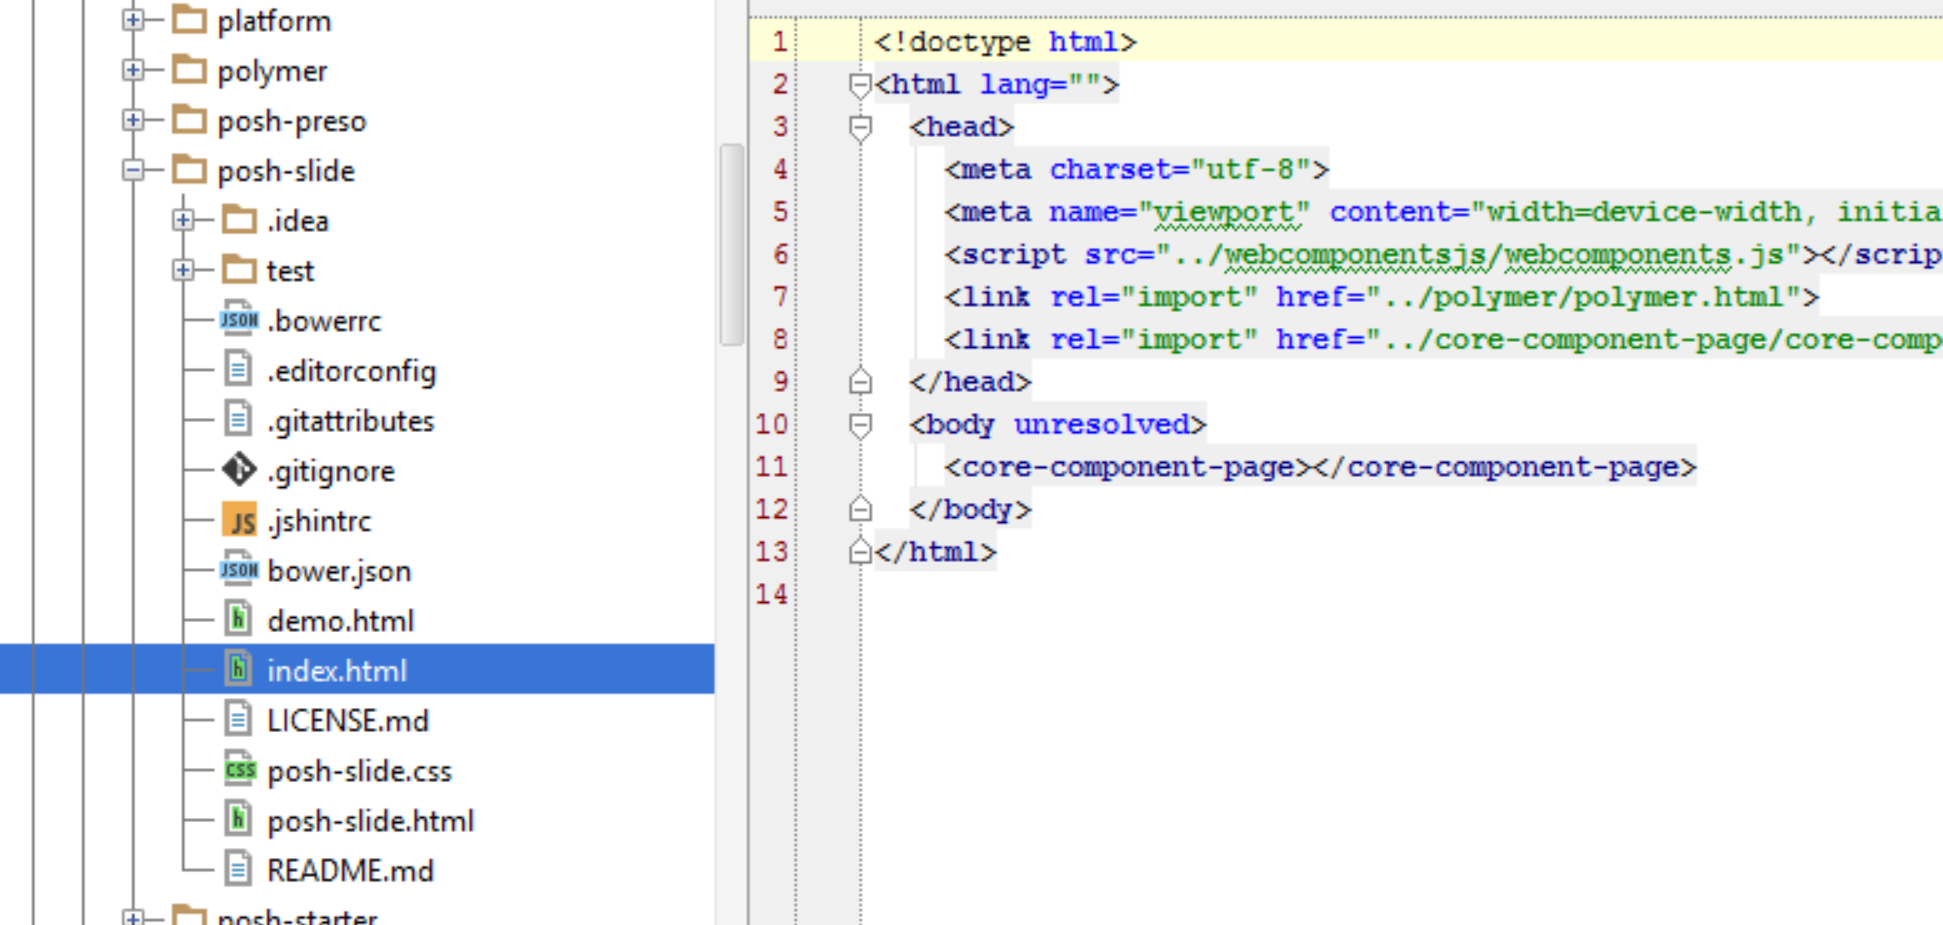 platform
polymer
posh-preso
posh-slide
.idea
test
JSON .bowerrc
.editorconfig
.gitattributes
.gitignore
JS .jshintrc
JSON bower.json
h demo.html
h index.html
LICENSE.md
CSS posh-slide.css
h posh-slide.html
README.md
posh-starter
1 <!doctype html>
2 <html lang="">
3 <head>
4 <meta charset="utf-8">
5 <meta name="viewport" content="width=device-width, initia
6 <script src="../webcomponentsjs/webcomponents.js"></scrip
7 <link rel="import" href="../polymer/polymer.html">
8 <link rel="import" href="../core-component-page/core-comp
9 </head>
10 <body unresolved>
11 <core-component-page></core-component-page>
12 </body>
13 </html>
14